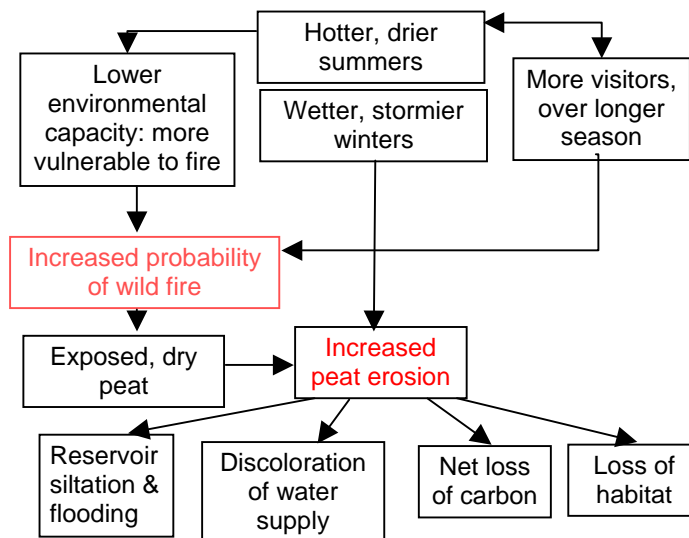 Hotter, drier
summers
Lower
environmental
capacity: more
vulnerable to fire
More visitors,
over longer
season
Wetter, stormier
winters
Increased probability
of wild fire
Exposed, dry
peat
Increased
peat erosion
Reservoir
siltation &
flooding
Discoloration
of water
supply
Net loss
of carbon
Loss of
habitat